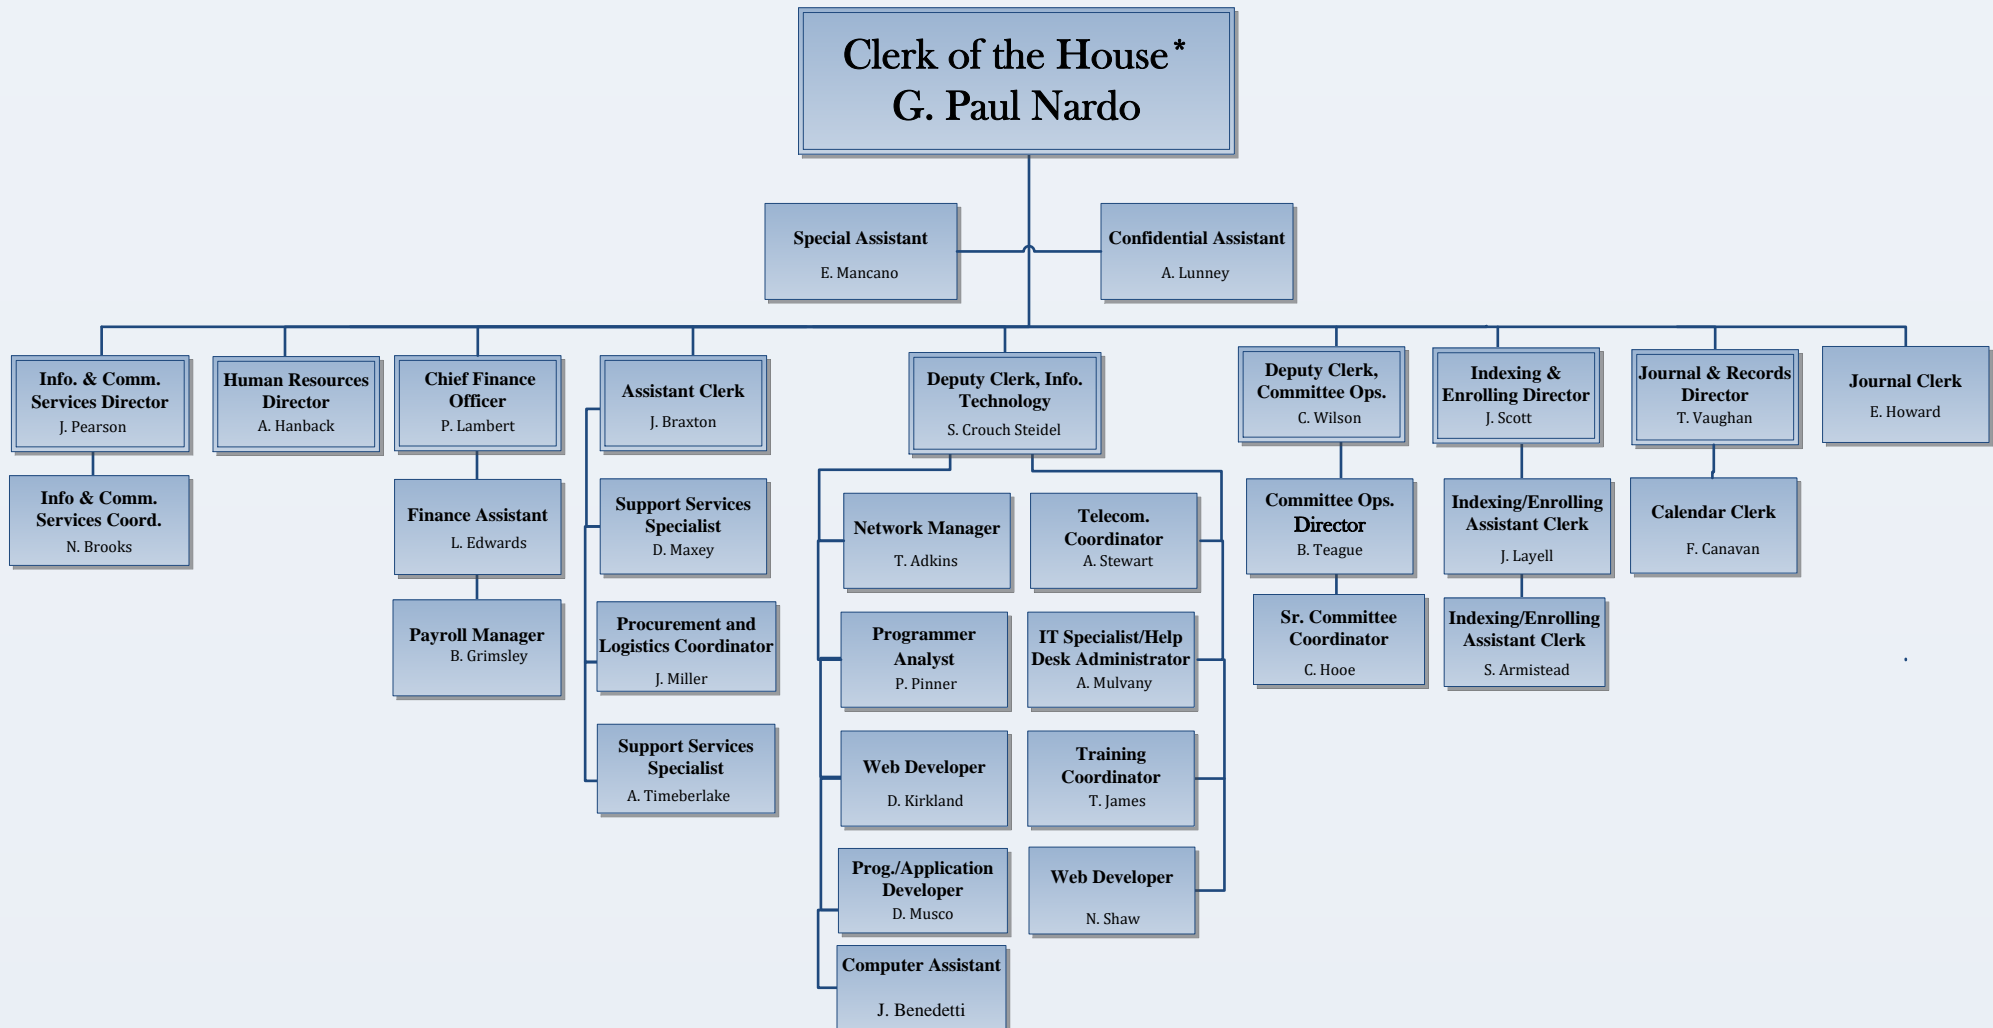 Clerk of the House*
G. Paul Nardo
Special Assistant
E. Mancano
Confidential Assistant
A. Lunney
Info. & Comm.
Services Director
J. Pearson
Human Resources
Director
A. Hanback
Chief Finance
Officer
P. Lambert
Assistant Clerk
J. Braxton
Deputy Clerk, Info.
Technology
S. Crouch Steidel
Deputy Clerk,
Committee Ops.
C. Wilson
Indexing &
Enrolling Director
J. Scott
Journal & Records
Director
T. Vaughan
Journal Clerk
E. Howard
Info & Comm.
Services Coord.
N. Brooks
Finance Assistant
L. Edwards
Payroll Manager
B. Grimsley
Support Services
Specialist
D. Maxey
Procurement and
Logistics Coordinator
J. Miller
Support Services
Specialist
A. Timeberlake
Network Manager
T. Adkins
Telecom.
Coordinator
A. Stewart
Programmer
Analyst
P. Pinner
IT Specialist/Help
Desk Administrator
A. Mulvany
Web Developer
D. Kirkland
Training
Coordinator
T. James
Prog./Application
Developer
D. Musco
Web Developer
N. Shaw
Computer Assistant
J. Benedetti
Committee Ops.
Director
B. Teague
Sr. Committee
Coordinator
C. Hooe
Indexing/Enrolling
Assistant Clerk
J. Layell
Indexing/Enrolling
Assistant Clerk
S. Armistead
Calendar Clerk
F. Canavan